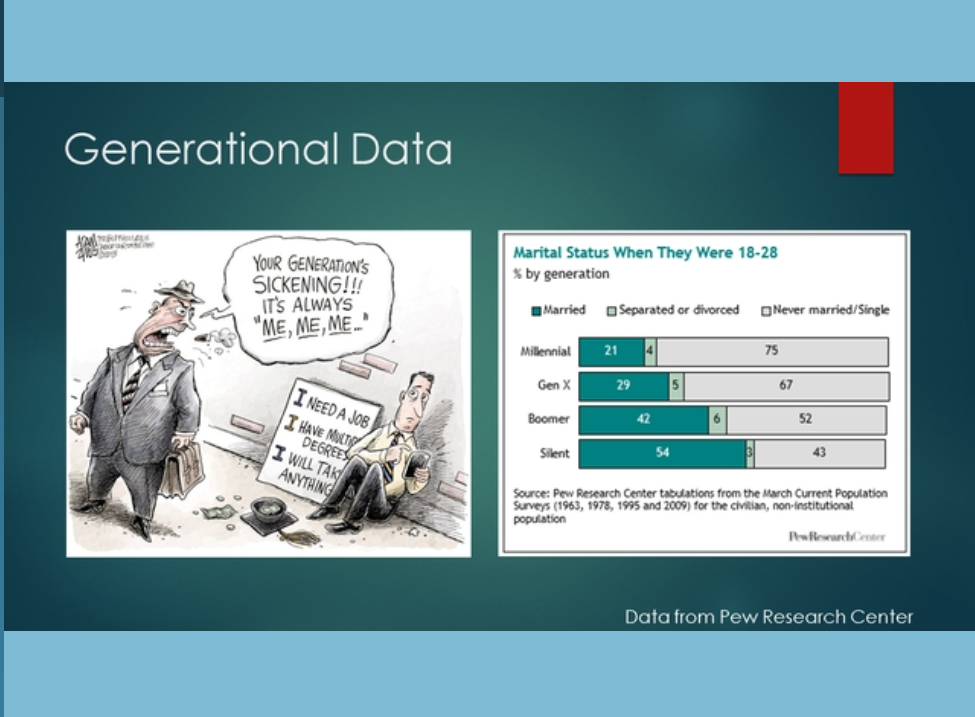 Generational Data
YOUR GENERATION'S
SICKENING!!!
IT'S ALWAYS
"ME, ME, ME..."
I NEED A JOB
I HAVE MULTIPLE
DEGREES
I WILL TAK
ANYTHING
Marital Status When They Were 18-28
% by generation
Married Separated or divorced Never married/Single
Millennial 21 4 75
Gen X 29 5 67
Boomer 42 6 52
Silent 54 3 43
Source: Pew Research Center tabulations from the March Current Population
Surveys (1963, 1978, 1995 and 2009) for the civilian, non-institutional
population
PewResearchCenter
Data from Pew Research Center